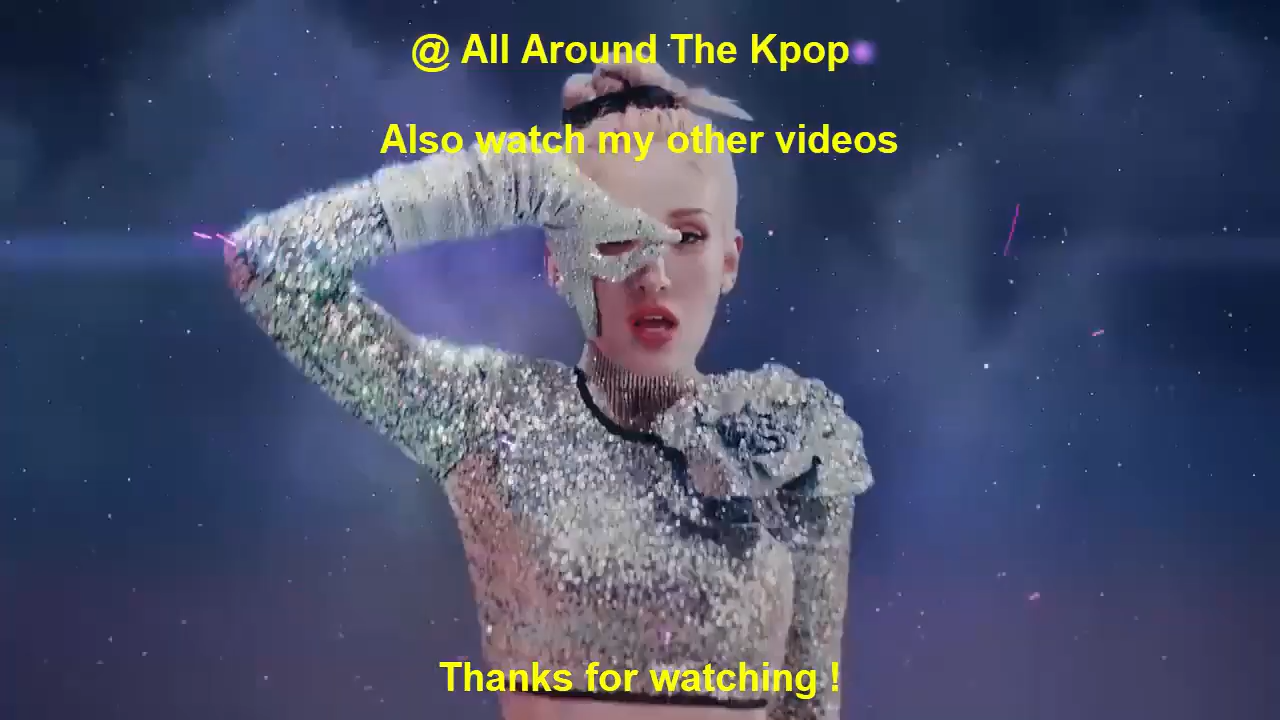 @ All Around The Kpop
Also watch my other videos
Thanks for watching !